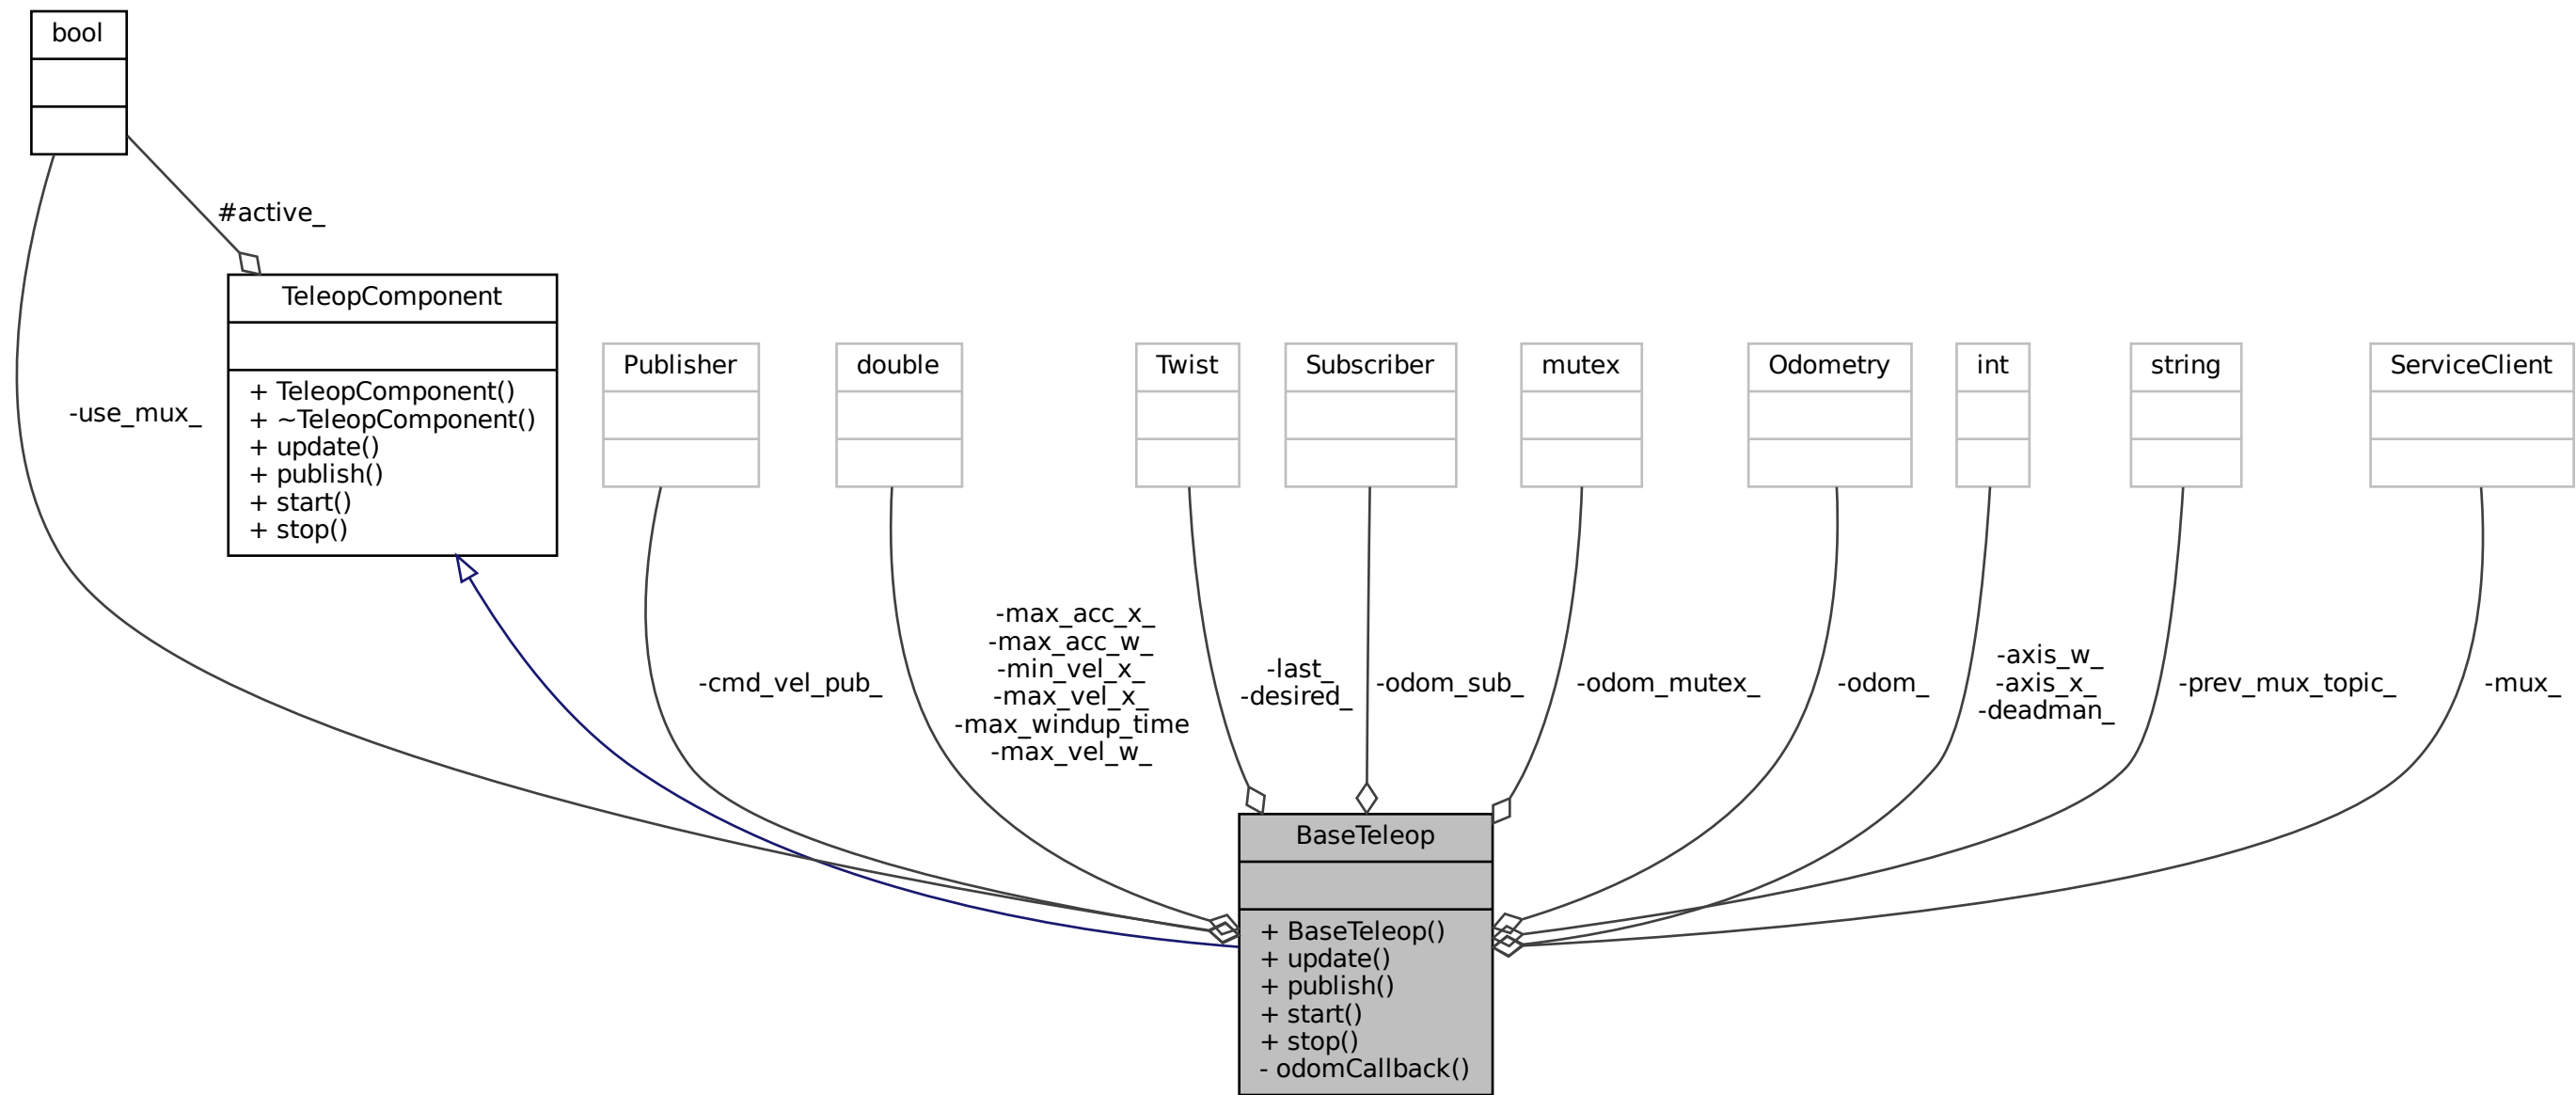 bool
#active_
TeleopComponent
+ TeleopComponent()
+ ~TeleopComponent()
+ update()
+ publish()
+ start()
+ stop()
-use_mux_
Publisher
double
Twist
Subscriber
mutex
Odometry
int
string
ServiceClient
-cmd_vel_pub_
-max_acc_x_
-max_acc_w_
-min_vel_x_
-max_vel_x_
-max_windup_time
-max_vel_w_
-last_
-desired_
-odom_sub_
-odom_mutex_
-odom_
-axis_w_
-axis_x_
-deadman_
-prev_mux_topic_
-mux_
BaseTeleop
+ BaseTeleop()
+ update()
+ publish()
+ start()
+ stop()
- odomCallback()